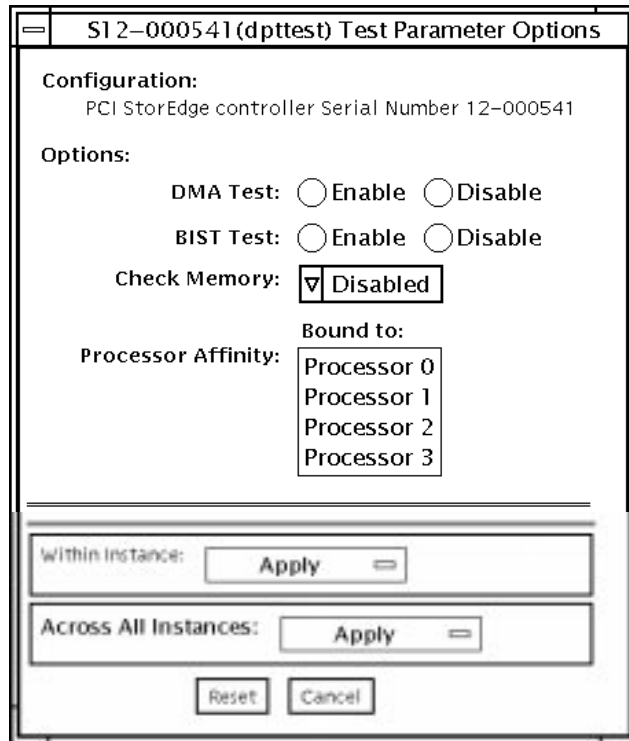 S12-000541(dpttest) Test Parameter Options
Configuration:
PCI StorEdge controller Serial Number 12-000541
Options:
DMA Test: Enable Disable
BIST Test: Enable Disable
Check Memory: Disabled
Bound to:
Processor Affinity:
Processor 0
Processor 1
Processor 2
Processor 3
Within Instance: Apply
Across All Instances: Apply
Reset Cancel